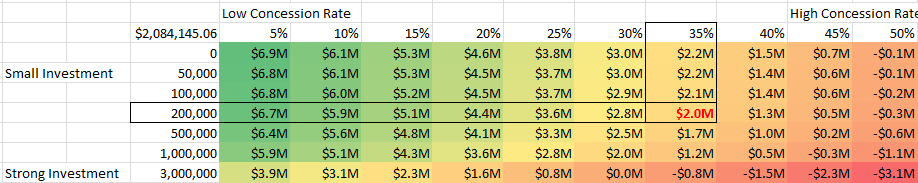 Low Concession Rate High Concession Rate
$2,084,145.06 5% 10% 15% 20% 25% 30% 35% 40% 45% 50%
0 $6.9M $6.1M $5.3M $4.6M $3.8M $3.0M $2.2M $1.5M $0.7M -$0.1M
Small Investment 50,000 $6.8M $6.1M $5.3M $4.5M $3.7M $3.0M $2.2M $1.4M $0.6M -$0.1M
100,000 $6.8M $6.0M $5.2M $4.5M $3.7M $2.9M $2.1M $1.4M $0.6M -$0.2M
200,000 $6.7M $5.9M $5.1M $4.4M $3.6M $2.8M $2.0M $1.3M $0.5M -$0.3M
500,000 $6.4M $5.6M $4.8M $4.1M $3.3M $2.5M $1.7M $1.0M $0.2M -$0.6M
1,000,000 $5.9M $5.1M $4.3M $3.6M $2.8M $2.0M $1.2M $0.5M -$0.3M -$1.1M
Strong Investment 3,000,000 $3.9M $3.1M $2.3M $1.6M $0.8M $0.0M -$0.8M -$1.5M -$2.3M -$3.1M